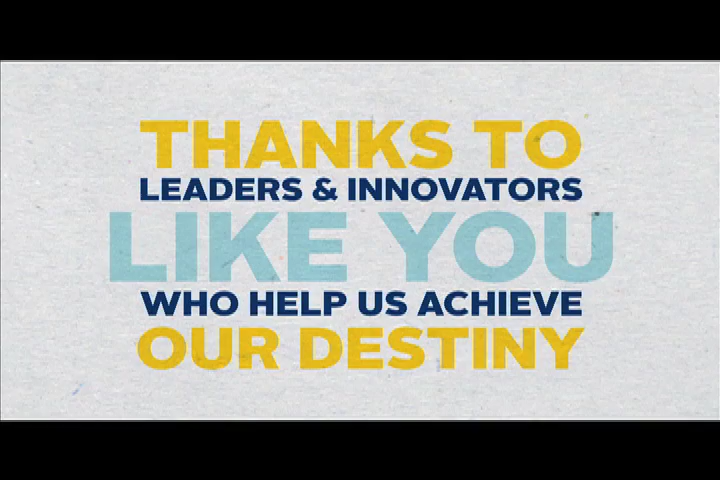 THANKS TO
LEADERS & INNOVATORS
LIKE YOU
WHO HELP US ACHIEVE
OUR DESTINY